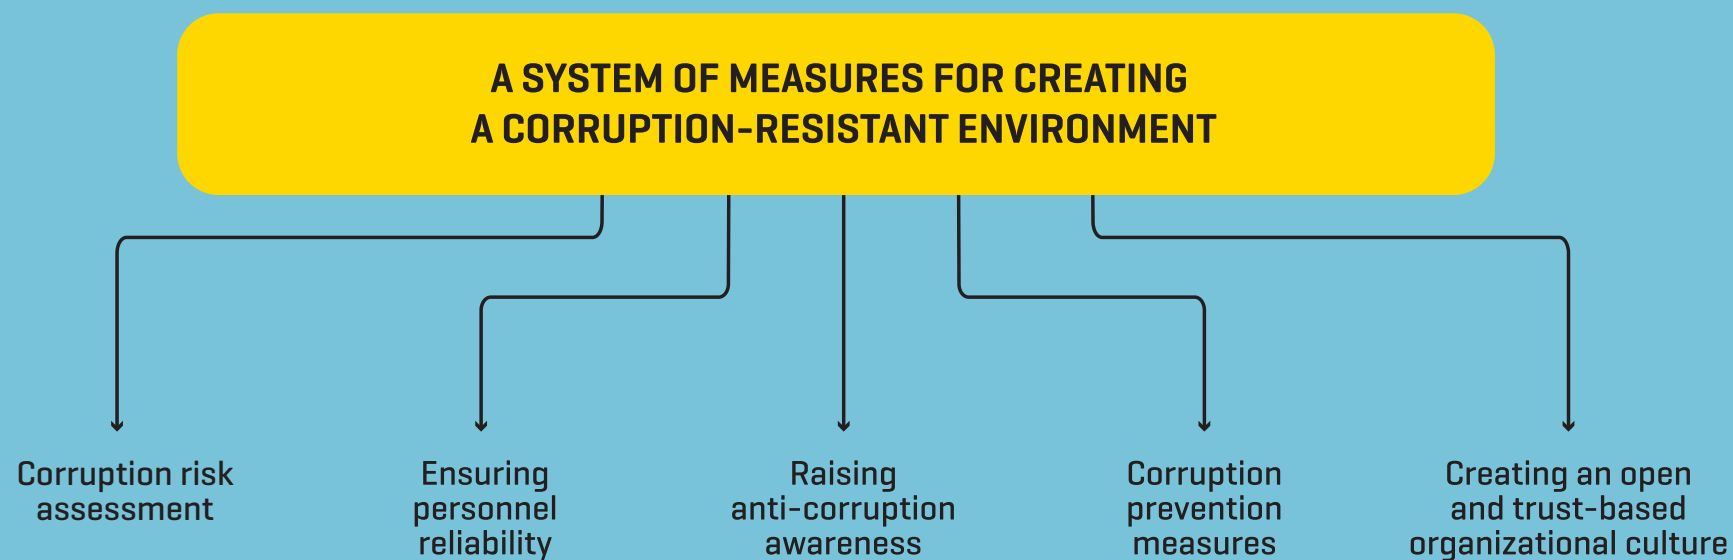 A SYSTEM OF MEASURES FOR CREATING
A CORRUPTION-RESISTANT ENVIRONMENT
Corruption risk
assessment
Ensuring
personnel
reliability
Raising
anti-corruption
awareness
Corruption
prevention
measures
Creating an open
and trust-based
organizational culture